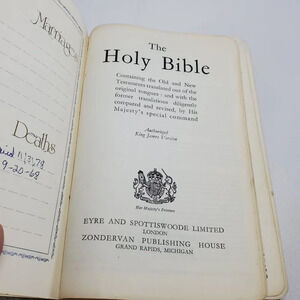 Marriages
Deaths
9-20-68
The
Holy Bible
Containing the Old and New
Testaments translated out of the
original tongues : and with the
former translations diligently
compared and revised, by His
Majesty's special command
Authorized
King James Version
Her Majesty's Printers
EYRE AND SPOTTISWOODE LIMITED
LONDON
ZONDERVAN PUBLISHING HOUSE
GRAND RAPIDS, MICHIGAN